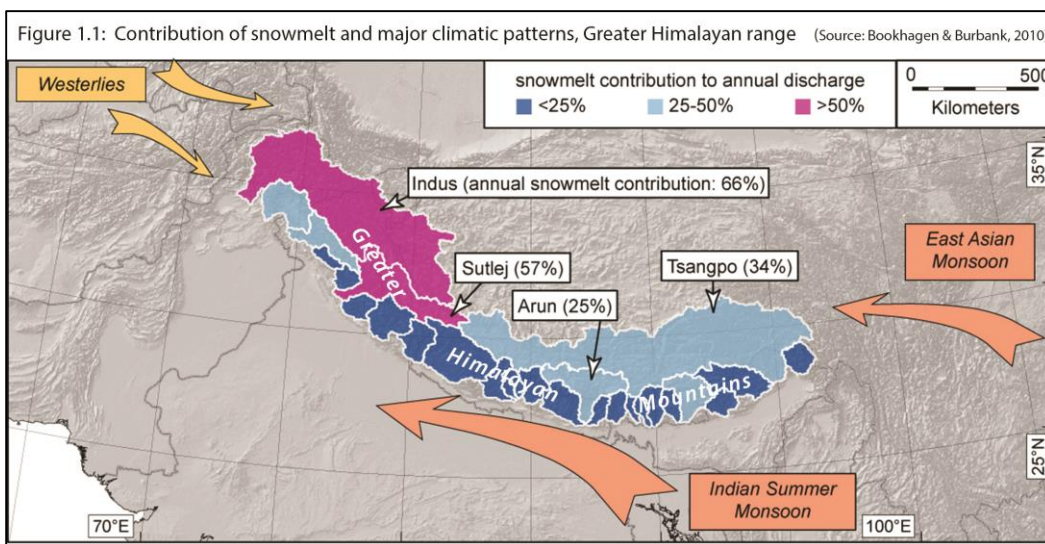 Figure 1.1: Contribution of snowmelt and major climatic patterns, Greater Himalayan range (Source: Bookhagen & Burbank, 2010)
Westerlies
snowmelt contribution to annual discharge
<25% 25-50% >50%
0 500
Kilometers
35°N
Indus (annual snowmelt contribution: 66%)
Greater
East Asian
Monsoon
Sutlej (57%)
Tsangpo (34%)
Arun (25%)
Himalayan
Mountains
25°N
Indian Summer
Monsoon
70°E
100°E